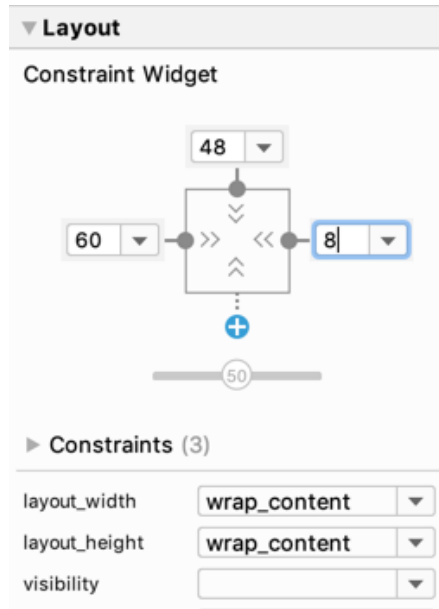 Layout
Constraint Widget
48
60
>> <<
8
50
Constraints (3)
layout_width wrap_content
layout_height wrap_content
visibility